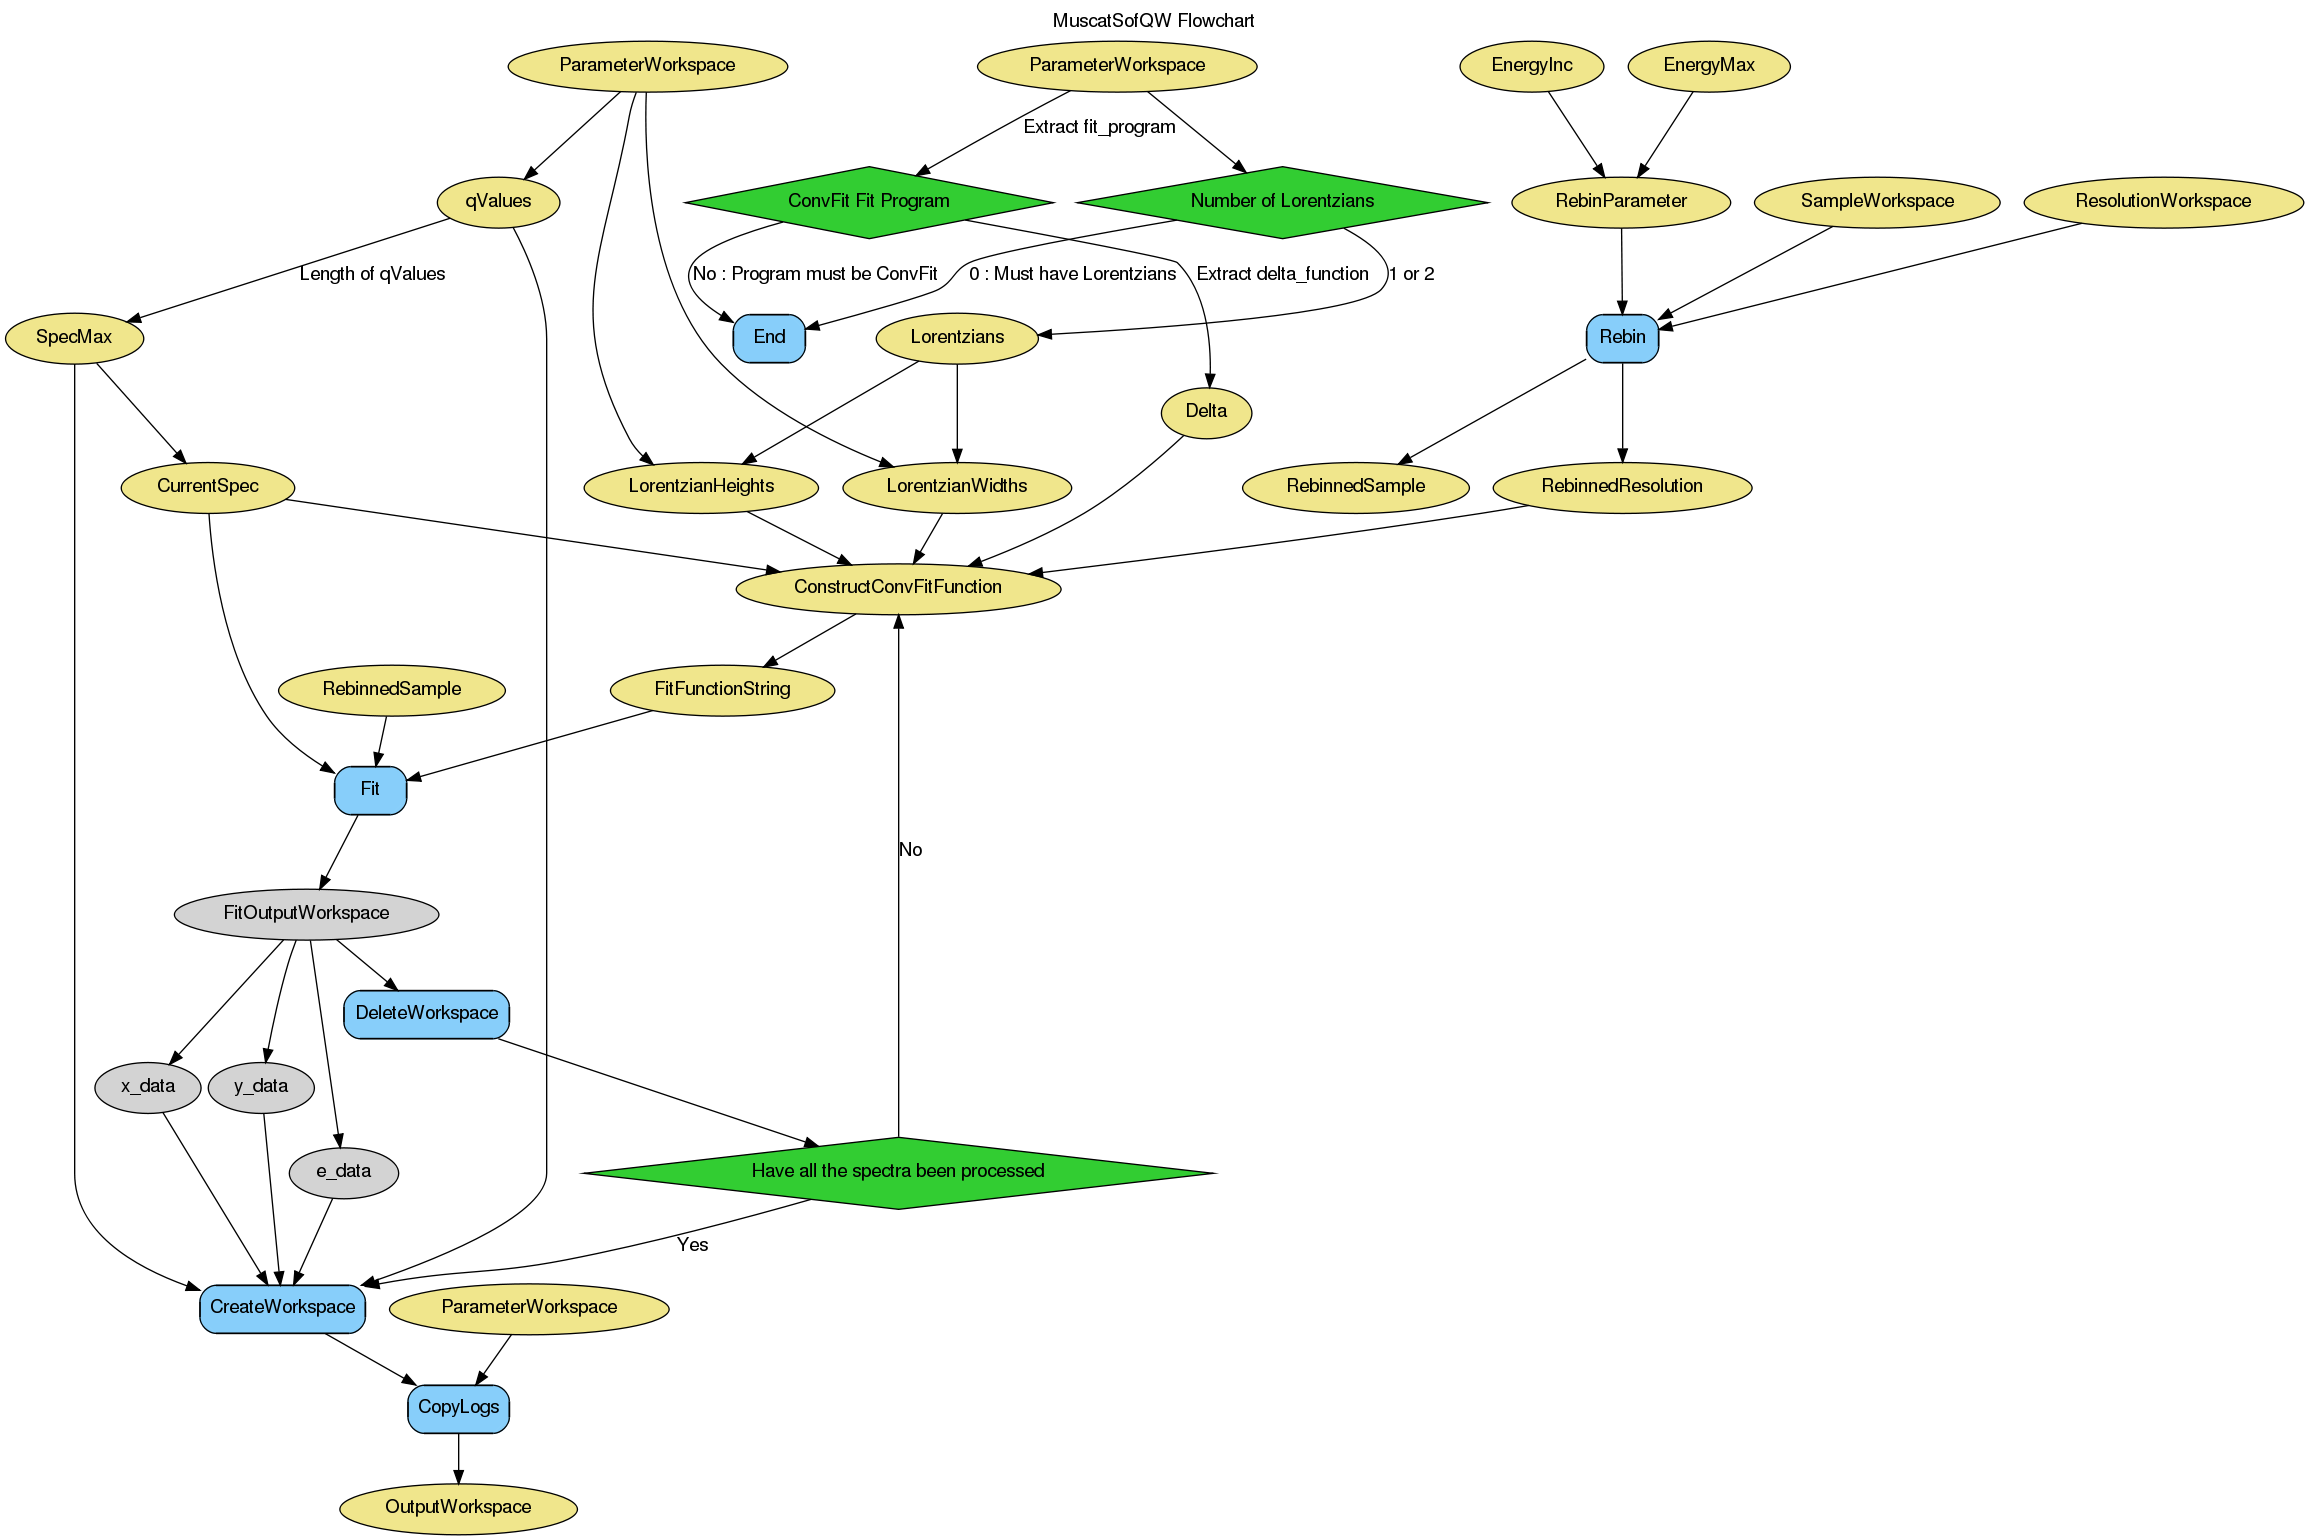 MuscatSofQW Flowchart
ParameterWorkspace
ParameterWorkspace
EnergyInc
EnergyMax
Extract fit_program
qValues
ConvFit Fit Program
Number of Lorentzians
RebinParameter
SampleWorkspace
ResolutionWorkspace
Length of qValues
No : Program must be ConvFit
0 : Must have Lorentzians
Extract delta_function
1 or 2
SpecMax
End
Lorentzians
Rebin
Delta
CurrentSpec
LorentzianHeights
LorentzianWidths
RebinnedSample
RebinnedResolution
ConstructConvFitFunction
RebinnedSample
FitFunctionString
Fit
No
FitOutputWorkspace
DeleteWorkspace
x_data
y_data
e_data
Have all the spectra been processed
Yes
CreateWorkspace
ParameterWorkspace
CopyLogs
OutputWorkspace